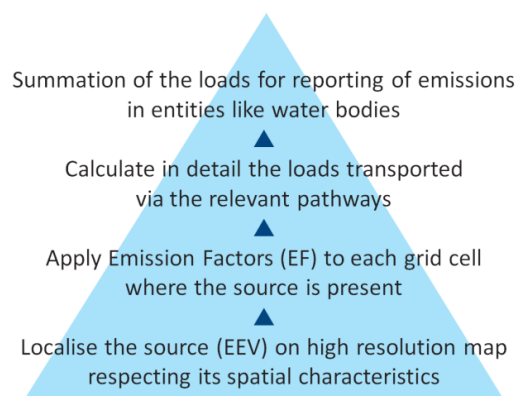 Summation of the loads for reporting of emissions
in entities like water bodies
Calculate in detail the loads transported
via the relevant pathways
Apply Emission Factors (EF) to each grid cell
where the source is present
Localise the source (EEV) on high resolution map
respecting its spatial characteristics